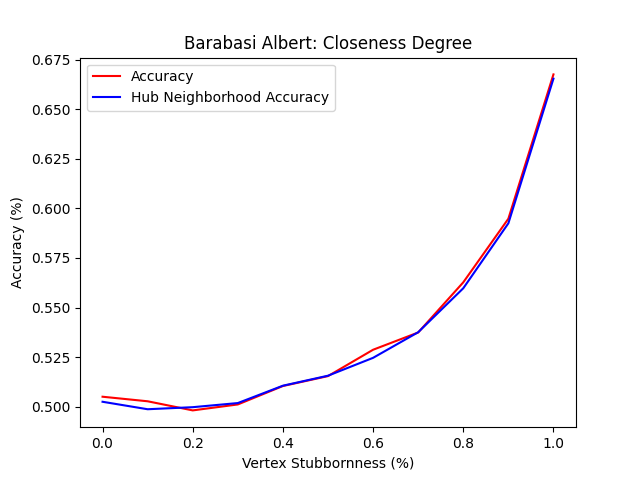 Barabasi Albert: Closeness Degree
Accuracy
Hub Neighborhood Accuracy
Accuracy (%)
0.675
0.650
0.625
0.600
0.575
0.550
0.525
0.500
0.0 0.2 0.4 0.6 0.8 1.0
Vertex Stubbornness (%)